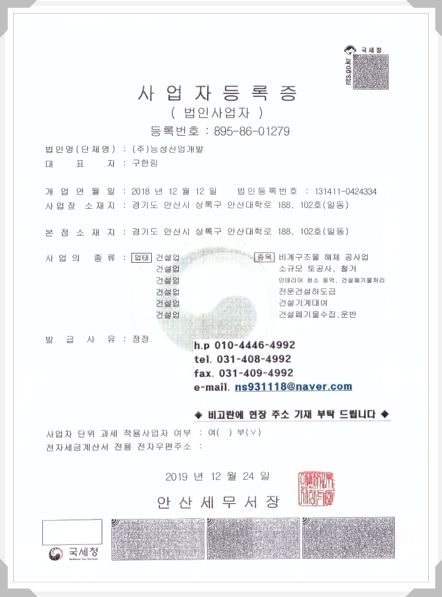 국세청
nts.go.kr
사업자등록증
( 법인사업자 )
등록번호 : 895-86-01279
법인명(단체명) : (주)능성산업개발
대 표 자 : 구한림
개 업 연 월 일 : 2018 년 12 월 12 일 법인등록번호 : 131411-0424334
사업장 소재지 : 경기도 안산시 상록구 안산대학로 188, 102호(일동)
본 점 소 재 지 : 경기도 안산시 상록구 안산대학로 188, 102호(일동)
사 업 의 종 류 : 업태 건설업 종목 비계구조물 해체 공사업
건설업 소규모 토공사, 철거
건설업 인테리어 청소 용역, 건설폐기물처리
건설업 전문건설하도급
건설업 건설기계대여
건설업 건설폐기물수집,운반
발 급 사 유 : 정정
h.p 010-4446-4992
tel. 031-408-4992
fax. 031-409-4992
e-mail. ns931118@naver.com
◆ 비고란에 현장 주소 기재 부탁 드립니다 ◆
사업자 단위 과세 적용사업자 여부 : 여( ) 부(∨)
전자세금계산서 전용 전자우편주소 :
2019 년 12 월 24 일
안산세무서장
국세청